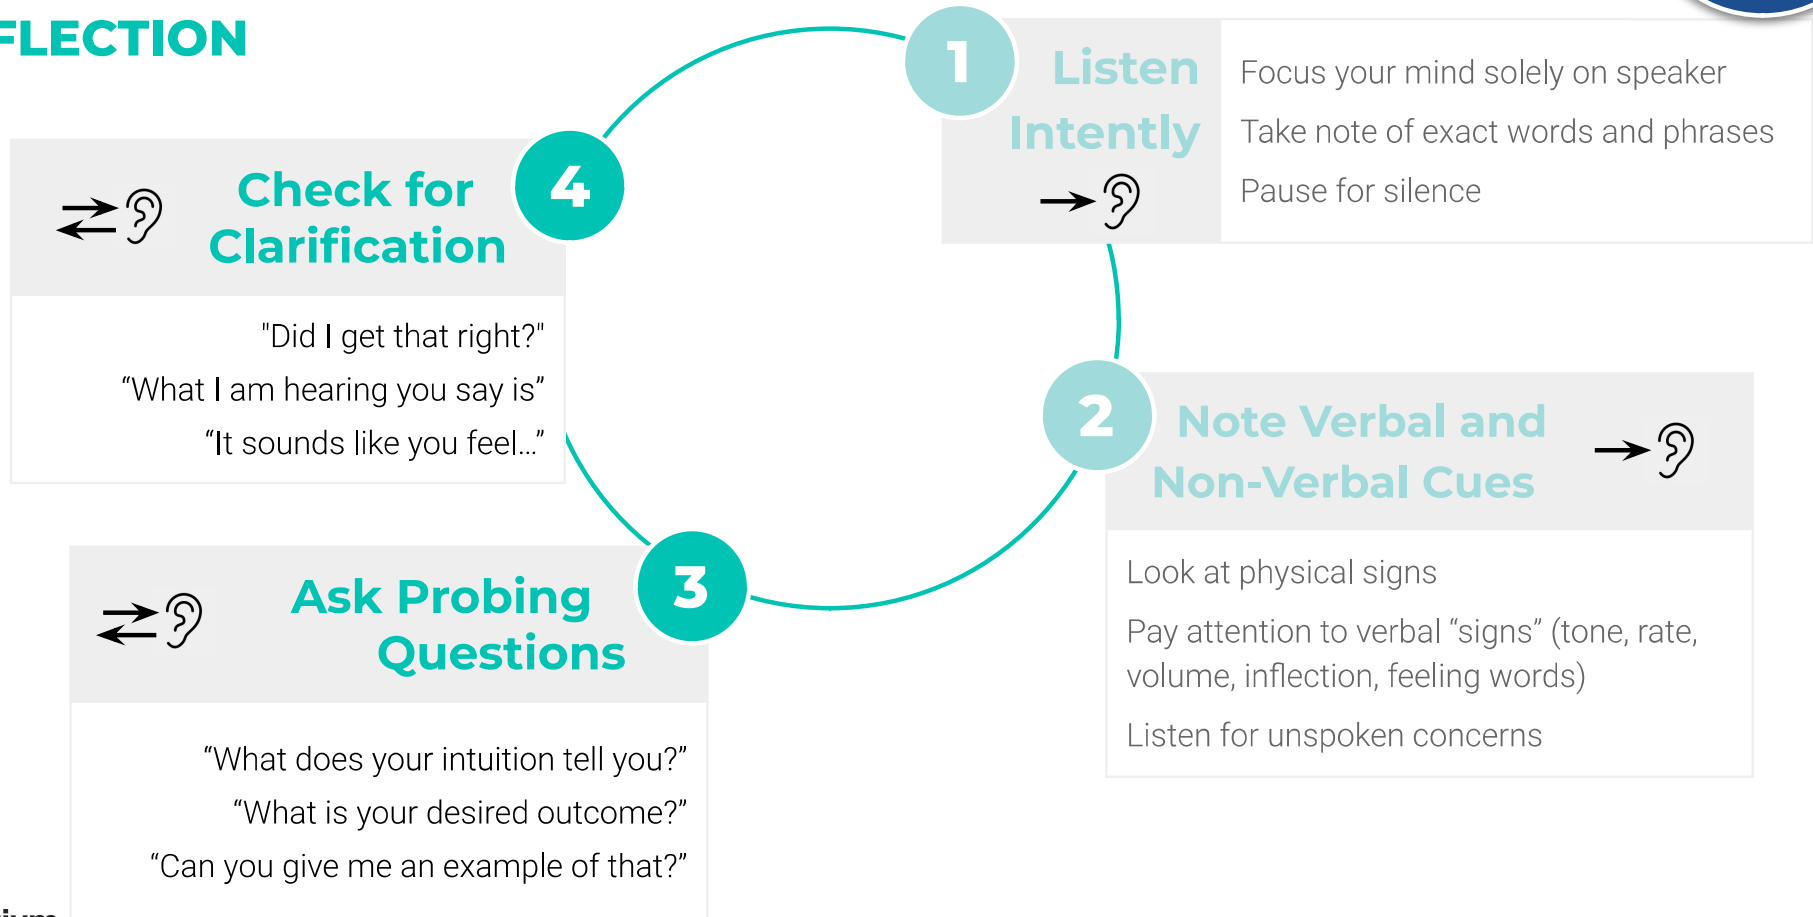 FLECTION
1
Listen
Intently
Focus your mind solely on speaker
Take note of exact words and phrases
Pause for silence
2
Note Verbal and
Non-Verbal Cues
Look at physical signs
Pay attention to verbal “signs” (tone, rate,
volume, inflection, feeling words)
Listen for unspoken concerns
3
Ask Probing
Questions
“What does your intuition tell you?”
“What is your desired outcome?”
“Can you give me an example of that?”
4
Check for
Clarification
"Did I get that right?"
“What I am hearing you say is”
“It sounds like you feel...”